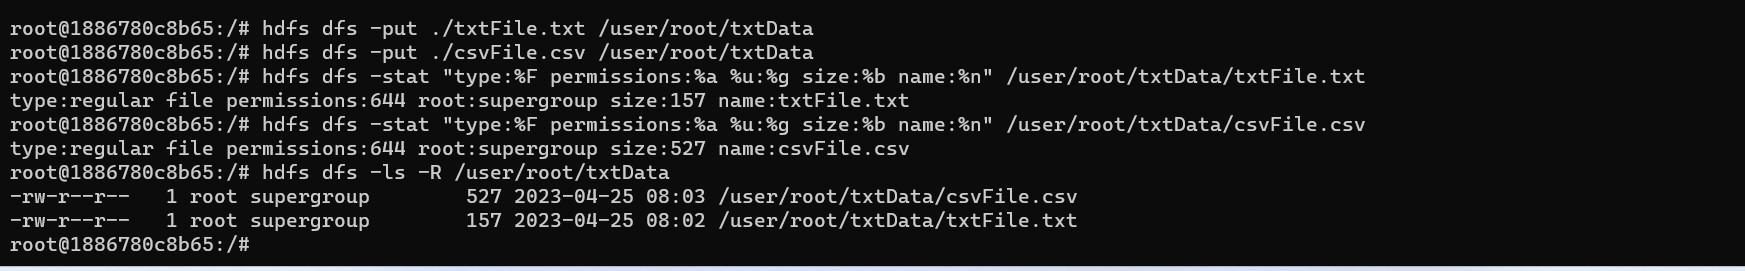 root@1886780c8b65:/# hdfs dfs -put ./txtFile.txt /user/root/txtData
root@1886780c8b65:/# hdfs dfs -put ./csvFile.csv /user/root/txtData
root@1886780c8b65:/# hdfs dfs -stat "type:%F permissions:%a %u:%g size:%b name:%n" /user/root/txtData/txtFile.txt
type:regular file permissions:644 root:supergroup size:157 name:txtFile.txt
root@1886780c8b65:/# hdfs dfs -stat "type:%F permissions:%a %u:%g size:%b name:%n" /user/root/txtData/csvFile.csv
type:regular file permissions:644 root:supergroup size:527 name:csvFile.csv
root@1886780c8b65:/# hdfs dfs -ls -R /user/root/txtData
-rw-r--r--   1 root supergroup        527 2023-04-25 08:03 /user/root/txtData/csvFile.csv
-rw-r--r--   1 root supergroup        157 2023-04-25 08:02 /user/root/txtData/txtFile.txt
root@1886780c8b65:/#